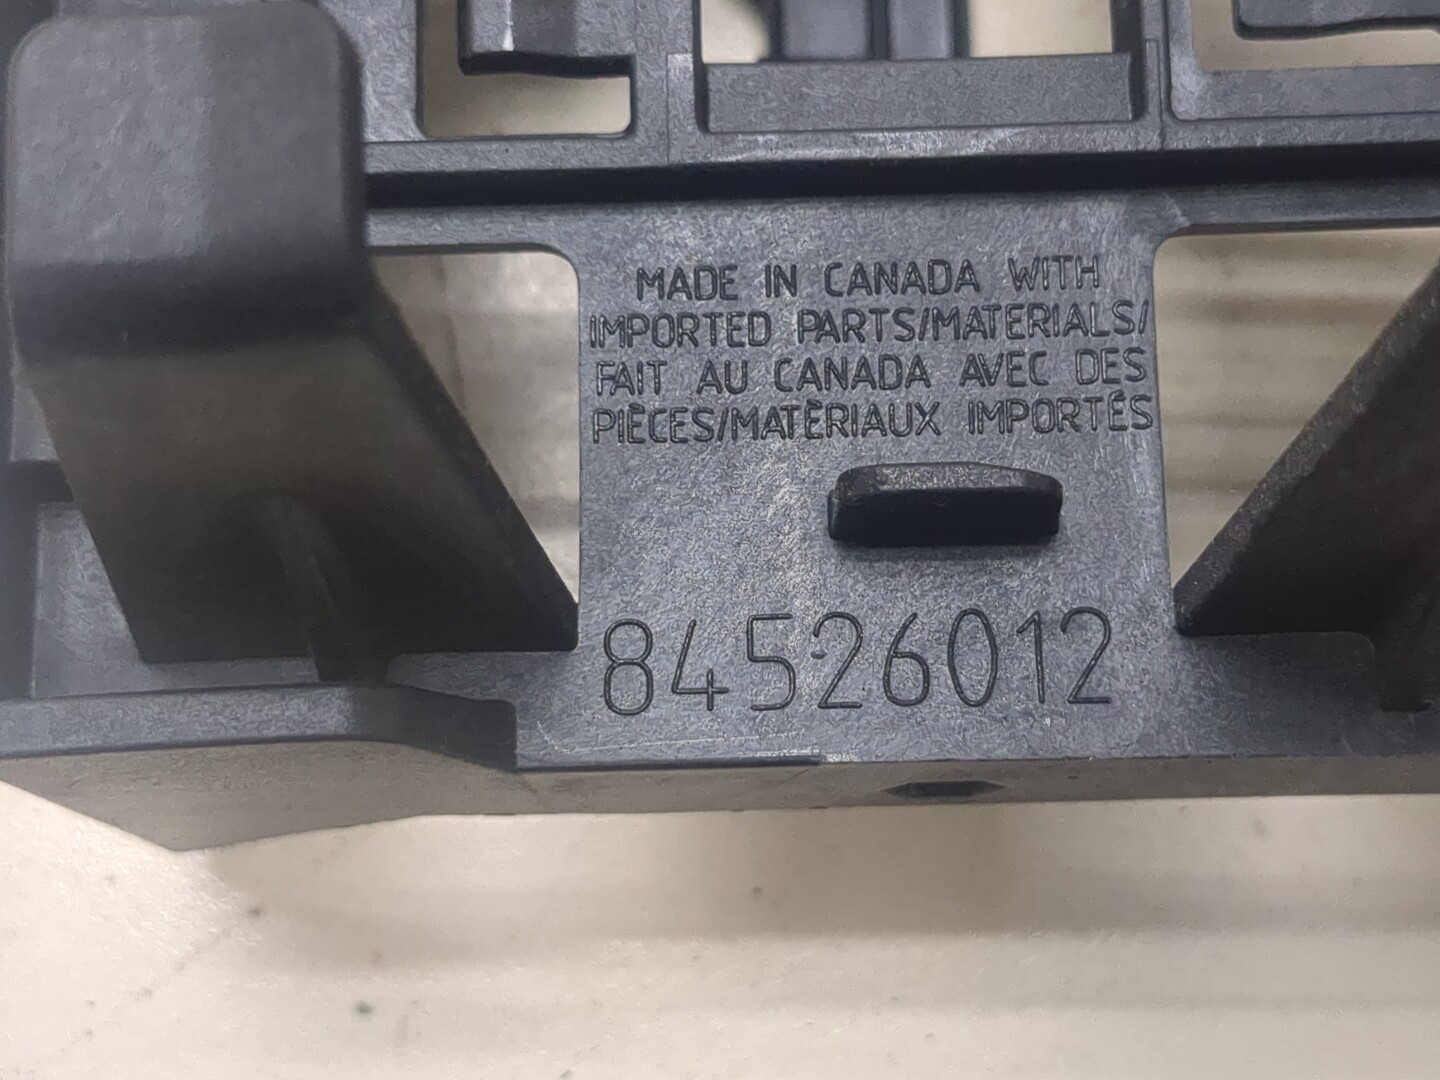 MADE IN CANADA WITH
IMPORTED PARTS/MATERIALS/
FAIT AU CANADA AVEC DES
PIÈCES/MATÈRIAUX IMPORTÉS
84526012